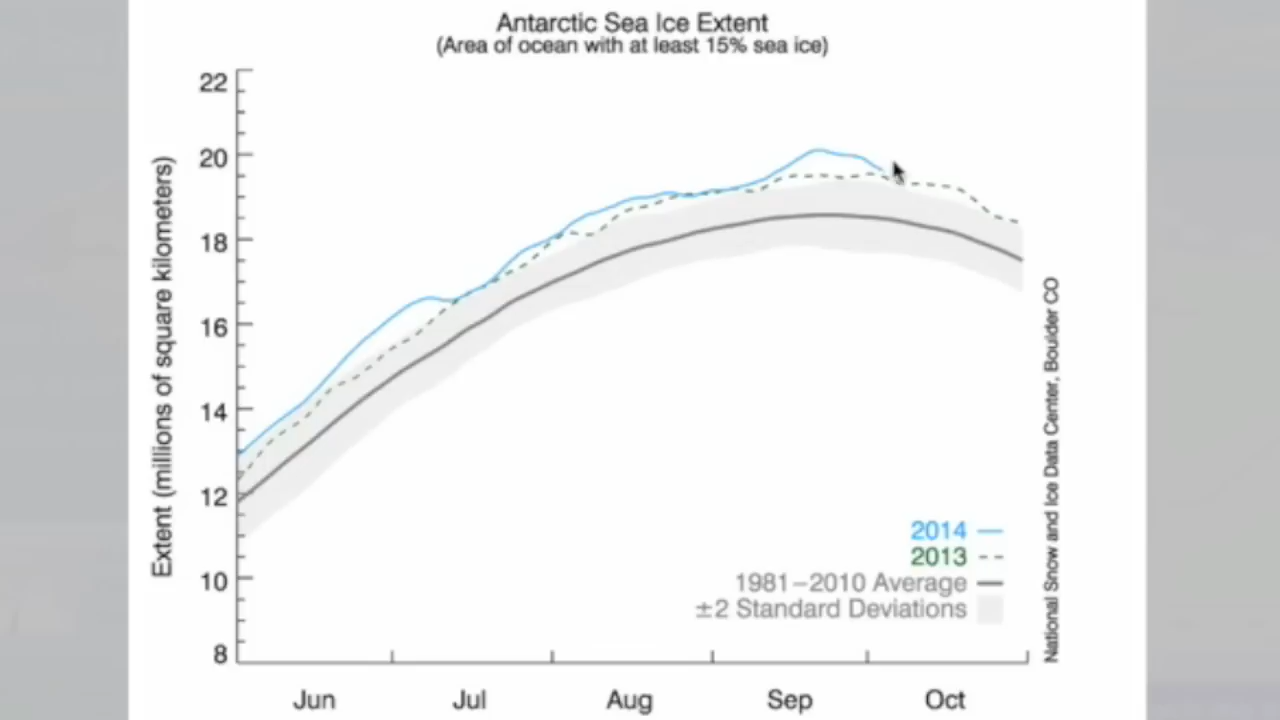 Antarctic Sea Ice Extent
(Area of ocean with at least 15% sea ice)
Extent (millions of square kilometers)
22
20
18
16
14
12
10
8
Jun
Jul
Aug
Sep
Oct
2014
2013
1981–2010 Average
±2 Standard Deviations
National Snow and Ice Data Center, Boulder CO